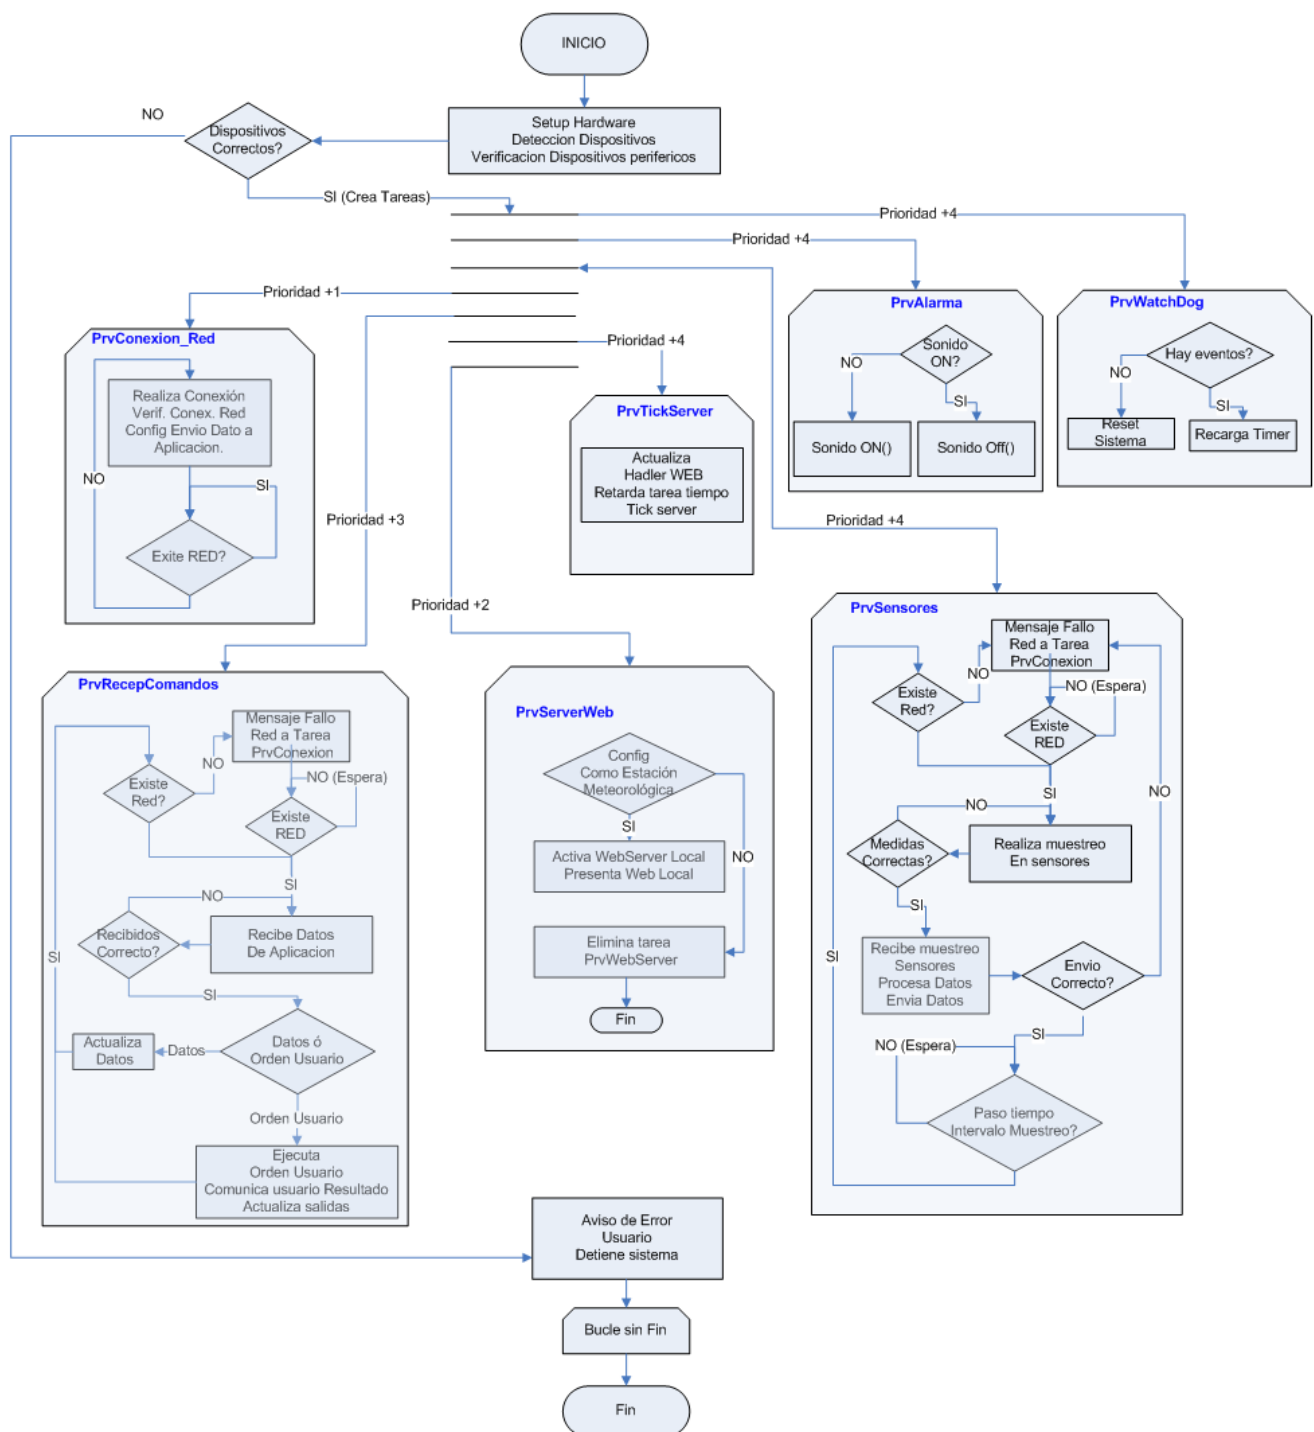 INICIO
Setup Hardware
Deteccion Dispositivos
Verificacion Dispositivos perifericos
NO
Dispositivos
Correctos?
SI (Crea Tareas)
Prioridad +4
Prioridad +4
Prioridad +1
Prioridad +4
Prioridad +3
Prioridad +2
Prioridad +4
PrvConexion_Red
Realiza Conexión
Verif. Conex. Red
Config Envio Dato a
Aplicacion.
NO
SI
Exite RED?
PrvTickServer
Actualiza
Hadler WEB
Retarda tarea tiempo
Tick server
PrvAlarma
Sonido
ON?
NO
SI
Sonido ON()
Sonido Off()
PrvWatchDog
Hay eventos?
NO
SI
Reset
Sistema
Recarga Timer
PrvRecepComandos
Mensaje Fallo
Red a Tarea
PrvConexion
NO
Existe
Red?
NO (Espera)
Existe
RED
SI
NO
Recibidos
Correcto?
Recibe Datos
De Aplicacion
SI
SI
Actualiza
Datos
Datos
Datos ó
Orden Usuario
Orden Usuario
Ejecuta
Orden Usuario
Comunica usuario Resultado
Actualiza salidas
PrvServerWeb
Config
Como Estación
Meteorológica
SI
NO
Activa WebServer Local
Presenta Web Local
Elimina tarea
PrvWebServer
Fin
PrvSensores
Mensaje Fallo
Red a Tarea
PrvConexion
NO
Existe
Red?
NO (Espera)
Existe
RED
SI
NO
NO
Medidas
Correctas?
Realiza muestreo
En sensores
SI
SI
Recibe muestreo
Sensores
Procesa Datos
Envia Datos
Envio
Correcto?
SI
NO (Espera)
Paso tiempo
Intervalo Muestreo?
Aviso de Error
Usuario
Detiene sistema
Bucle sin Fin
Fin